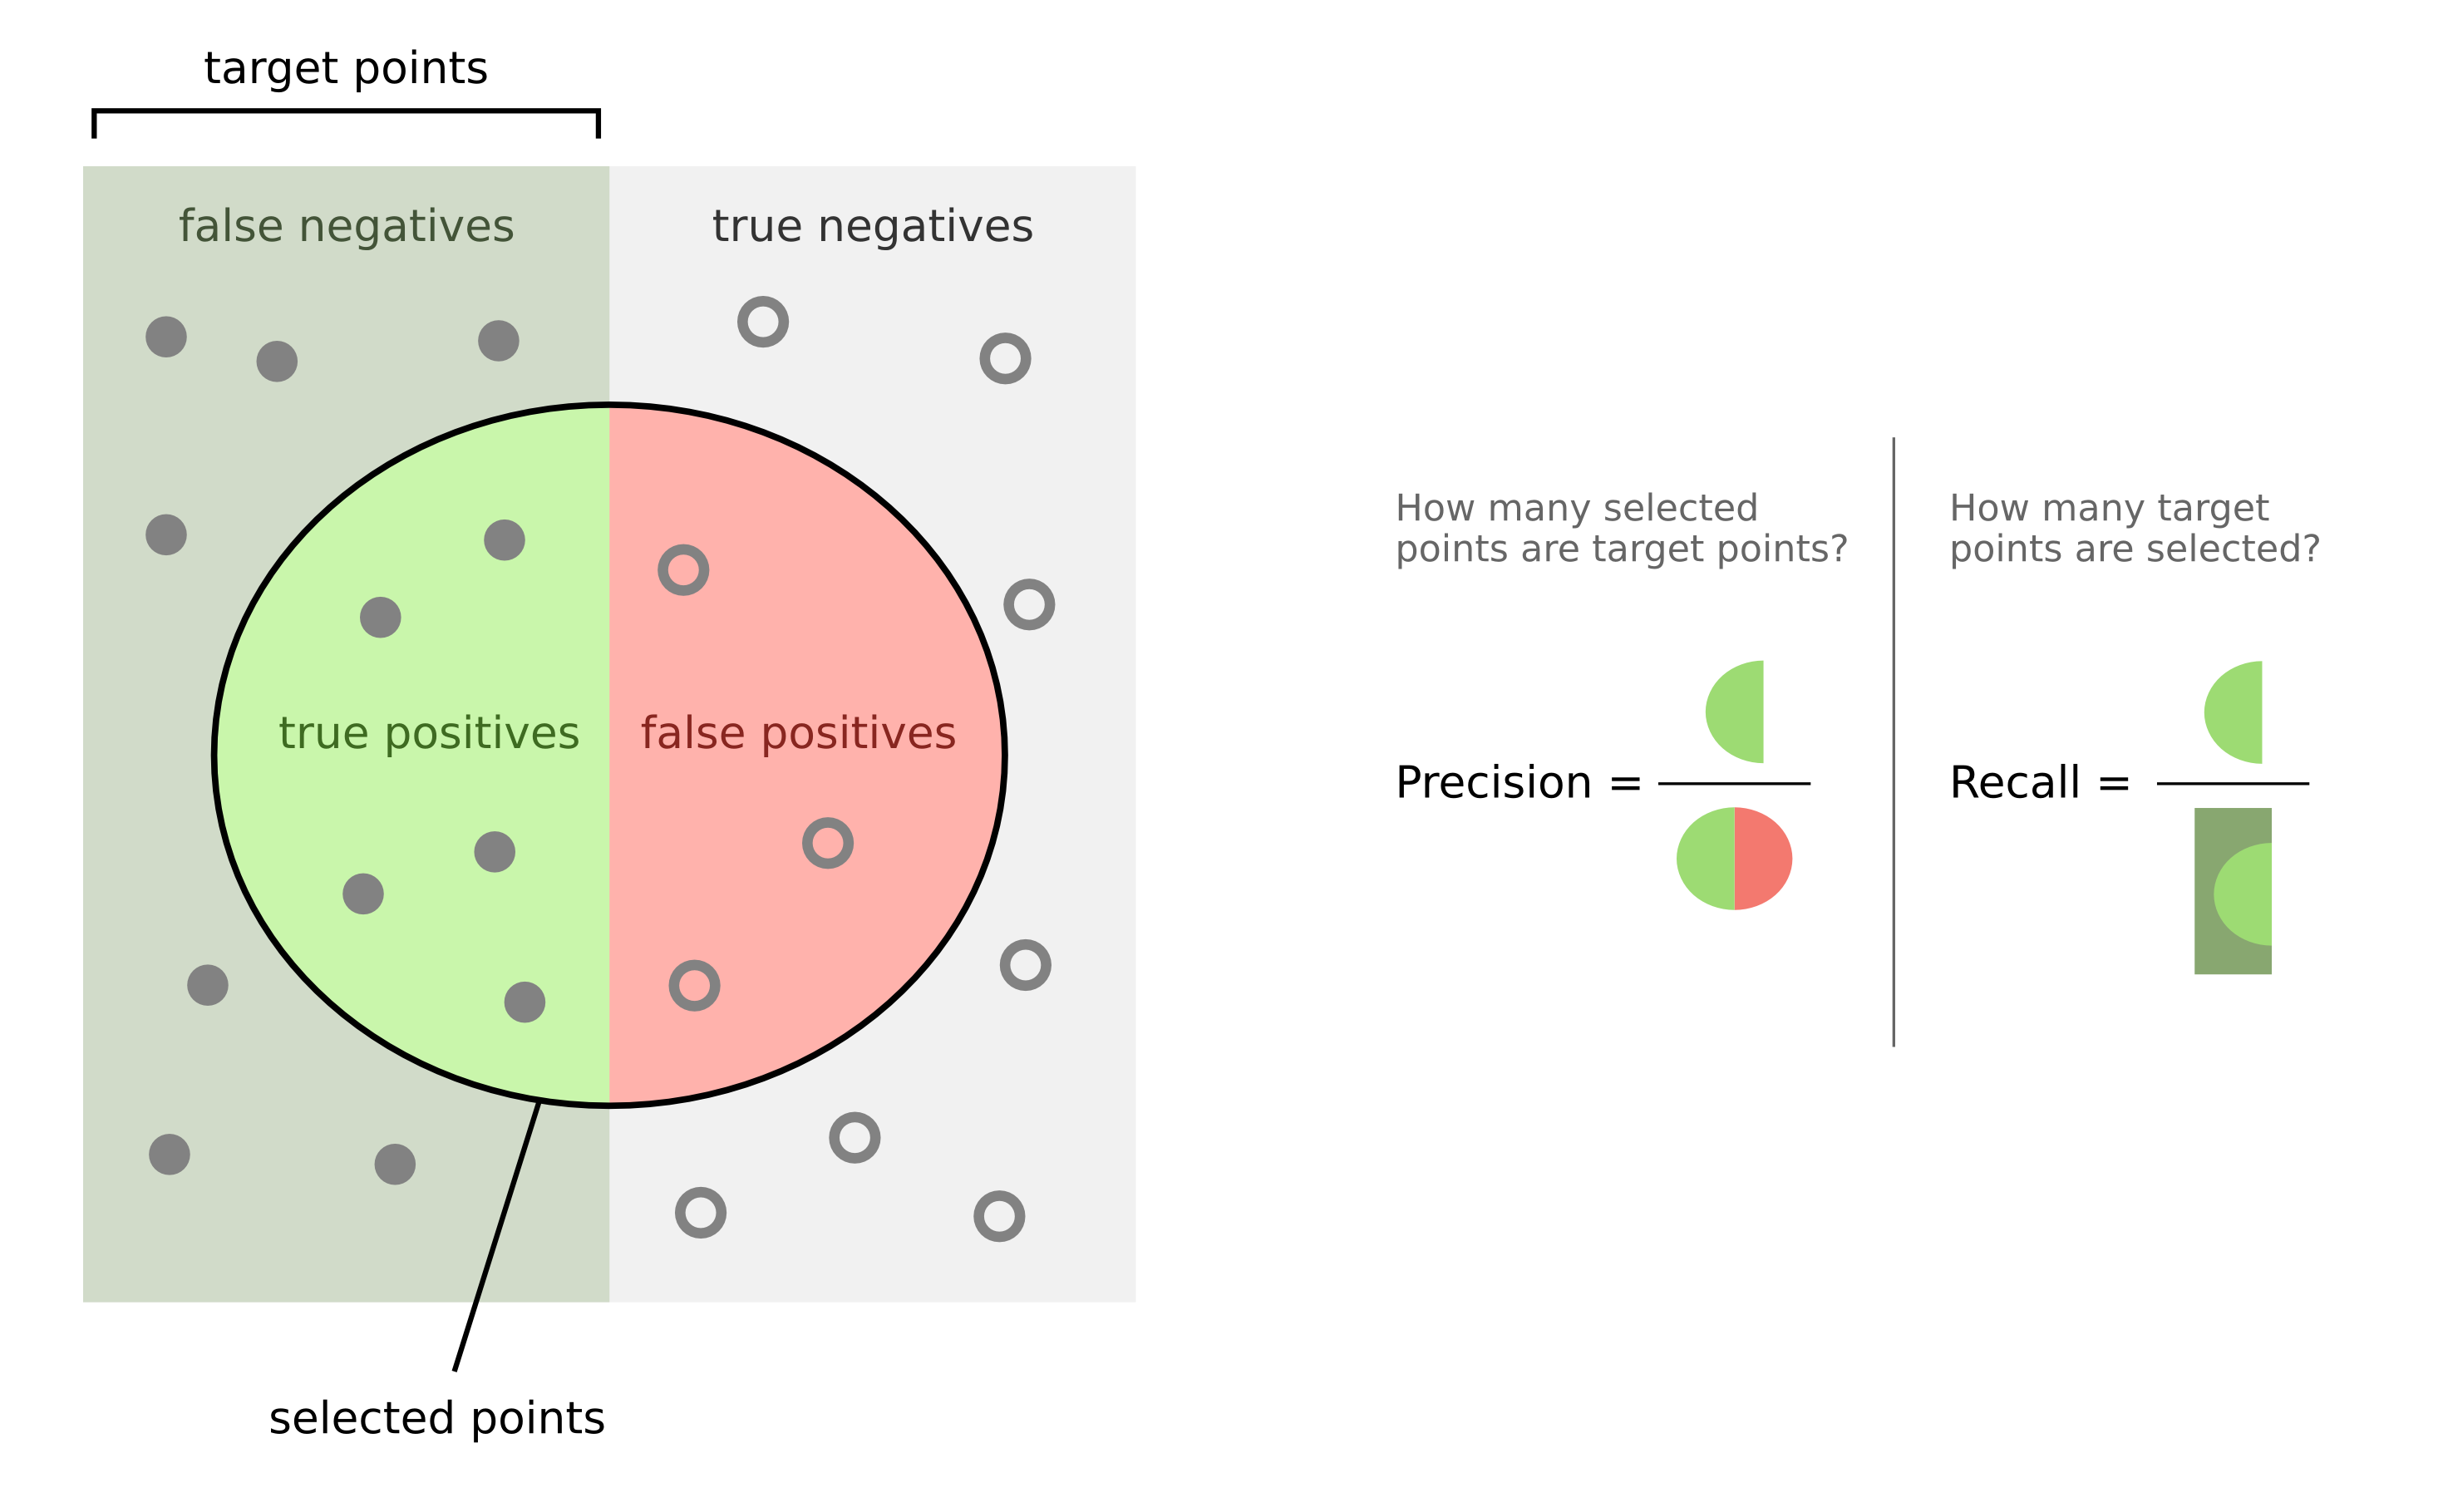 target points
false negatives
true negatives
true positives
false positives
selected points
How many selected
points are target points?
Precision =
How many target
points are selected?
Recall =